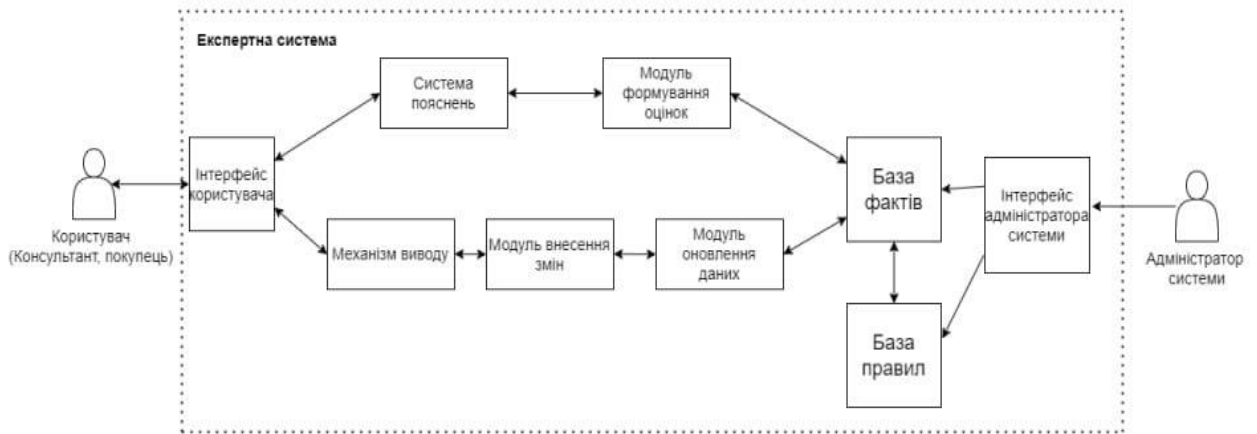 Експертна система
Система
пояснень
Модуль
формування
оцінок
Інтерфейс
користувача
База
фактів
Інтерфейс
адміністратора
системи
Користувач
(Консультант, покупець)
Механізм виводу
Модуль внесення
змін
Модуль
оновлення
даних
Адміністратор
системи
База
правил